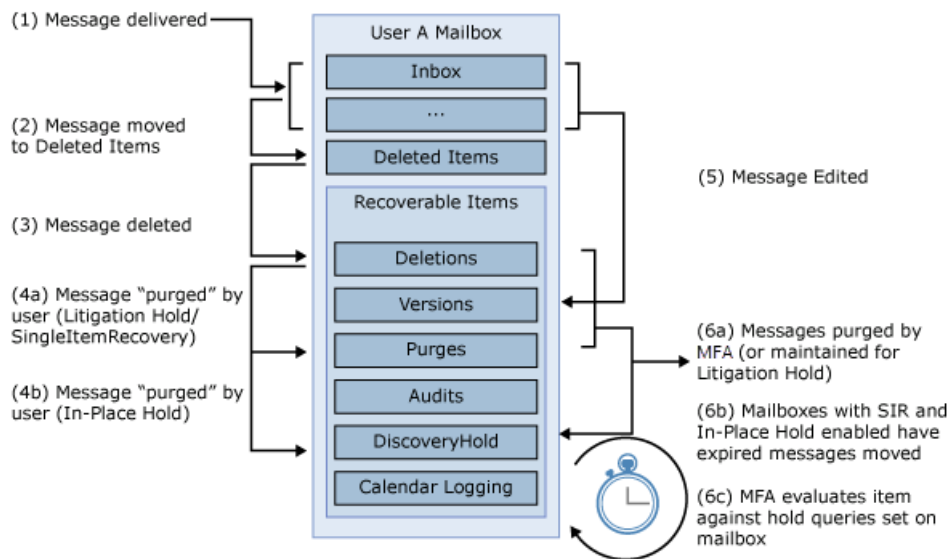 (1) Message delivered
(2) Message moved
to Deleted Items
(3) Message deleted
(4a) Message “purged” by
user (Litigation Hold/
SingleItemRecovery)
(4b) Message “purged” by
user (In-Place Hold)
User A Mailbox
Inbox
...
Deleted Items
Recoverable Items
Deletions
Versions
Purges
Audits
DiscoveryHold
Calendar Logging
(5) Message Edited
(6a) Messages purged by
MFA (or maintained for
Litigation Hold)
(6b) Mailboxes with SIR and
In-Place Hold enabled have
expired messages moved
(6c) MFA evaluates item
against hold queries set on
mailbox